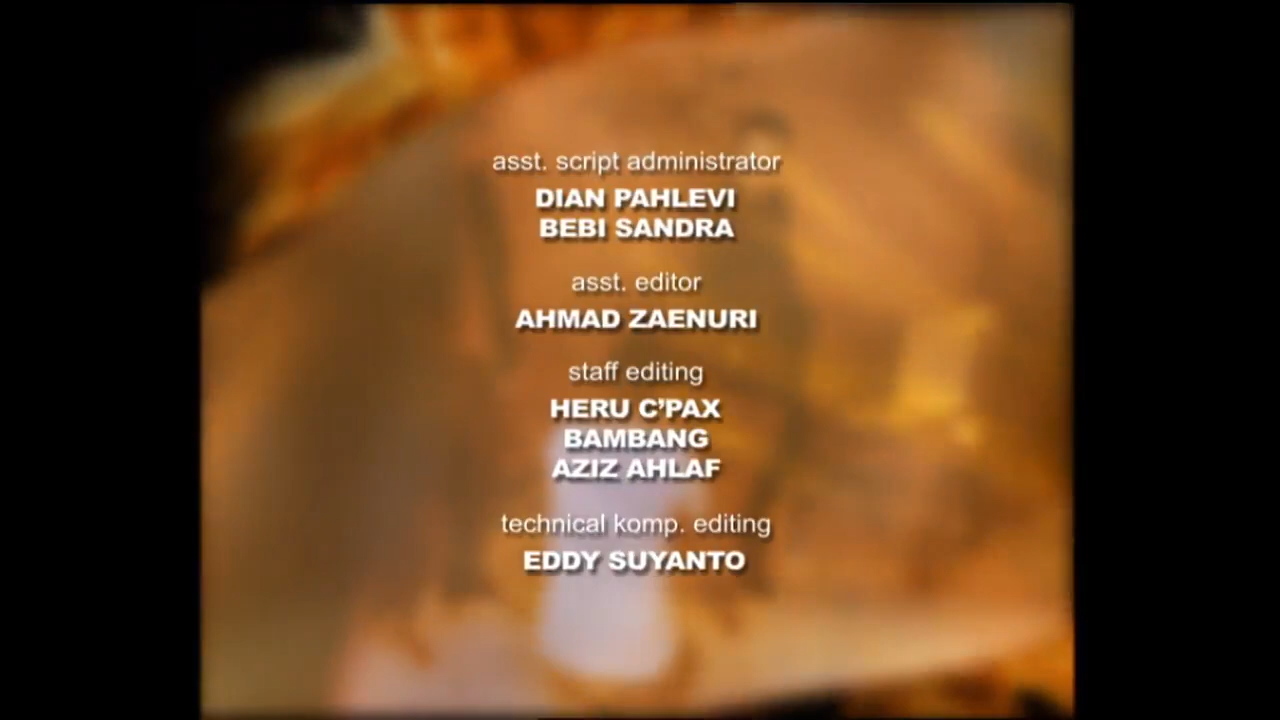 asst. script administrator
DIAN PAHLEVI
BEBI SANDRA
asst. editor
AHMAD ZAENURI
staff editing
HERU C’PAX
BAMBANG
AZIZ AHLAF
technical komp. editing
EDDY SUYANTO